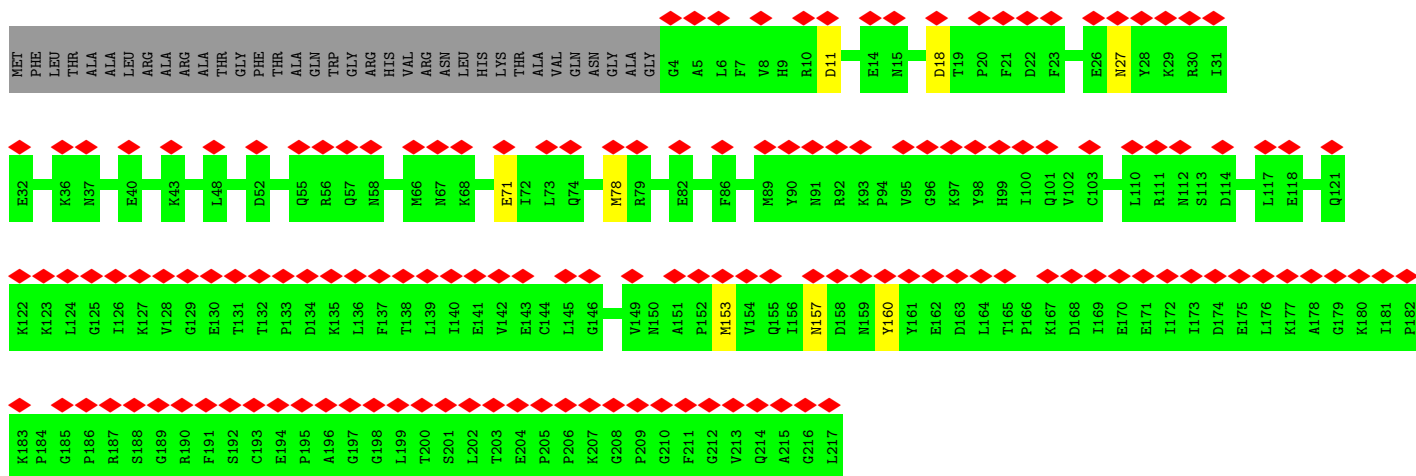 MET PHE LEU THR ALA ALA LEU ARG ALA ARG ALA THR GLY PHE THR ALA GLN TRP GLY ARG HIS VAL ARG ASN LEU HIS LYS THR ALA VAL GLN ASN GLY ALA GLY G4 A5 L6 F7 V8 H9 R10 D11 E14 N15 D18 T19 P20 F21 D22 F23 E26 N27 Y28 K29 R30 I31
E32 K36 N37 E40 K43 L48 D52 Q55 R56 Q57 N58 M66 N67 K68 E71 I72 L73 Q74 M78 R79 E82 F86 M89 Y90 N91 R92 K93 P94 V95 G96 K97 Y98 H99 I100 Q101 V102 C103 L110 R111 N112 S113 D114 L117 E118 Q121
K122 K123 L124 G125 I126 K127 V128 G129 E130 T131 T132 P133 D134 K135 L136 F137 T138 L139 I140 E141 V142 E143 C144 L145 G146 V149 N150 A151 P152 M153 V154 Q155 I156 N157 D158 N159 Y160 Y161 E162 D163 L164 T165 P166 K167 D168 I169 E170 E171 I172 I173 D174 E175 L176 K177 A178 G179 K180 I181 P182
K183 P184 G185 P186 R187 S188 G189 R190 F191 S192 C193 E194 P195 A196 G197 G198 L199 T200 S201 L202 T203 E204 P205 P206 K207 G208 P209 G210 F211 G212 V213 Q214 A215 G216 L217